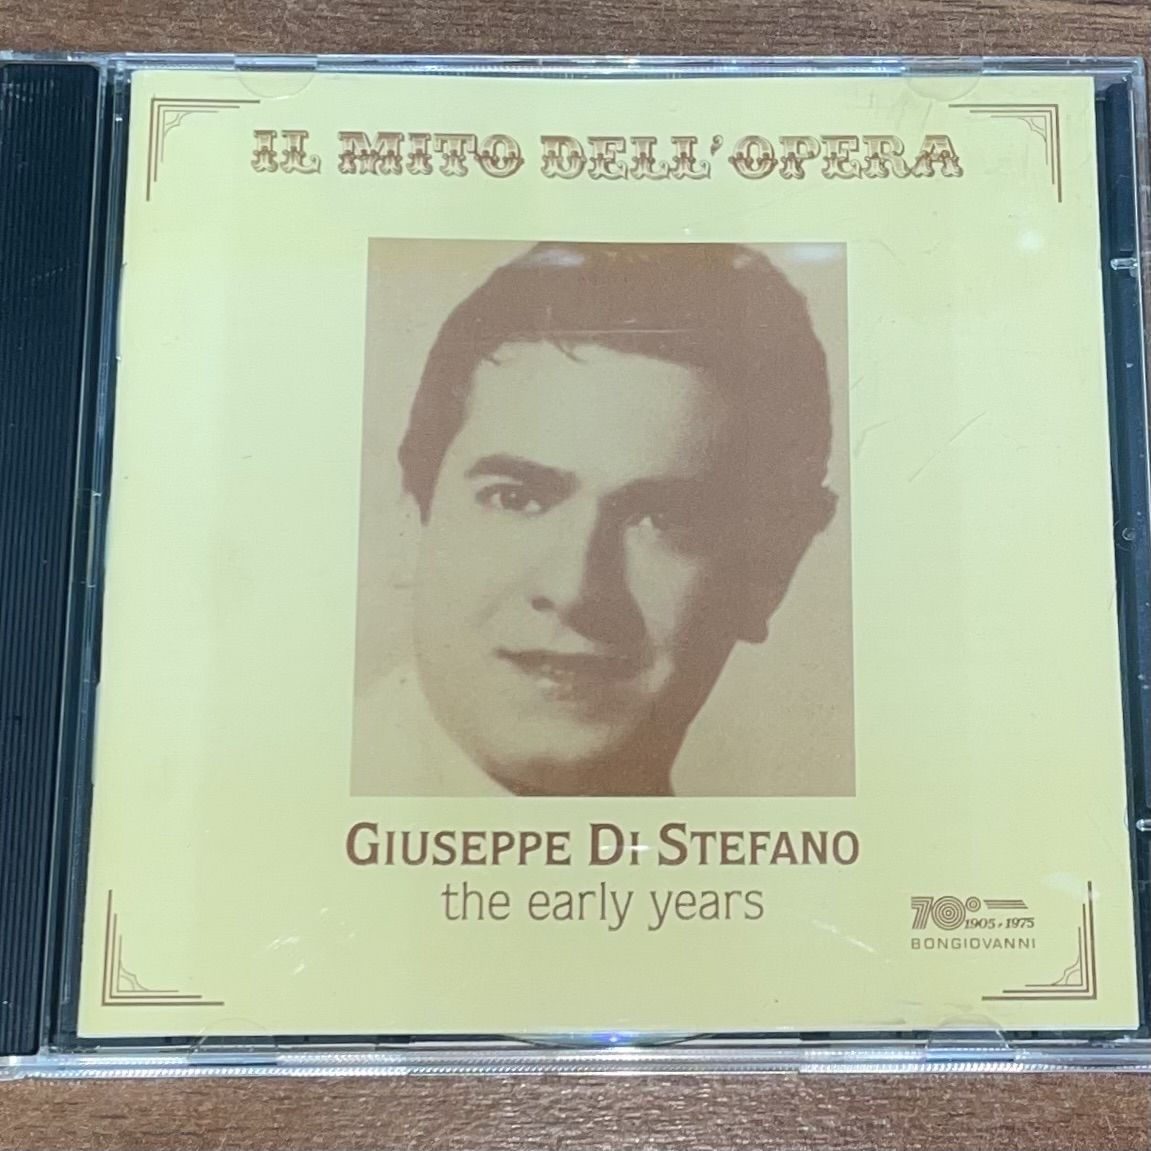 IL MITO DELL'OPERA
GIUSEPPE DI STEFANO
the early years
70°
1905 • 1975
BONGIOVANNI